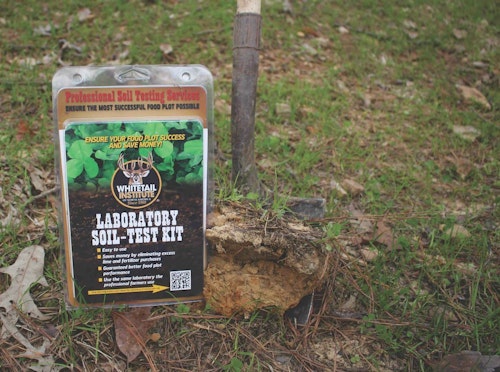 Professional Soil Testing Services
ENSURE THE MOST SUCCESSFUL FOOD PLOT POSSIBLE
ENSURE YOUR FOOD PLOT SUCCESS
AND SAVE MONEY!
WHITETAIL
INSTITUTE
LABORATORY
SOIL-TEST KIT
Easy to use
Saves money by eliminating excess
lime and fertilizer purchases
Guaranteed better food plot
performance
Use the same laboratory the
professional farmers use